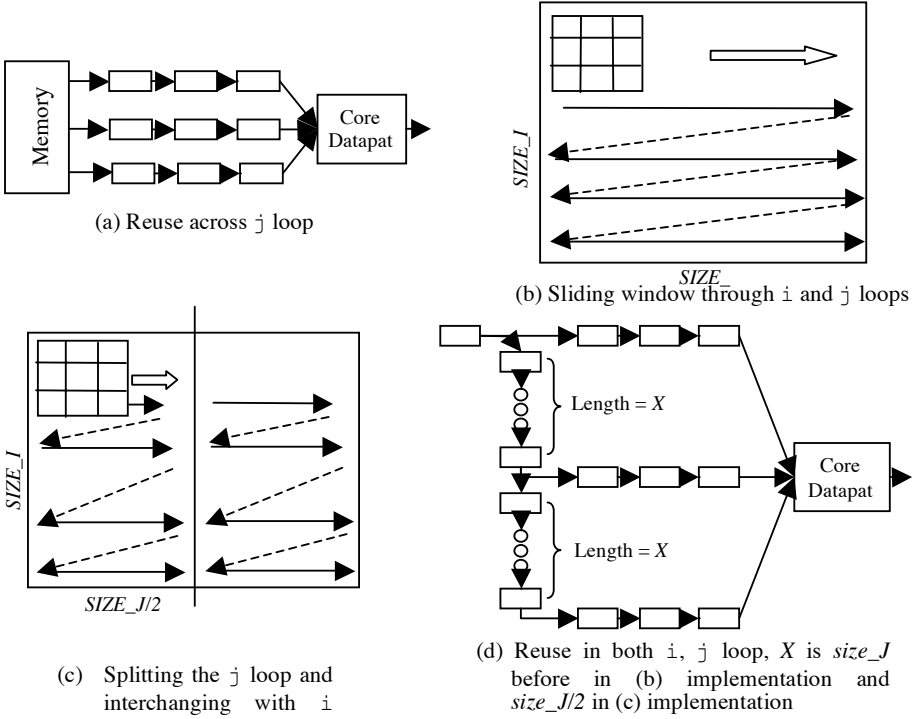 Memory
Core
Datapat
(a) Reuse across j loop
SIZE_I
SIZE_
(b) Sliding window through i and j loops
SIZE_I
SIZE_J/2
(c) Splitting the j loop and
interchanging with i
Length = X
Core
Datapat
Length = X
(d) Reuse in both i, j loop, X is size_J
before in (b) implementation and
size_J/2 in (c) implementation